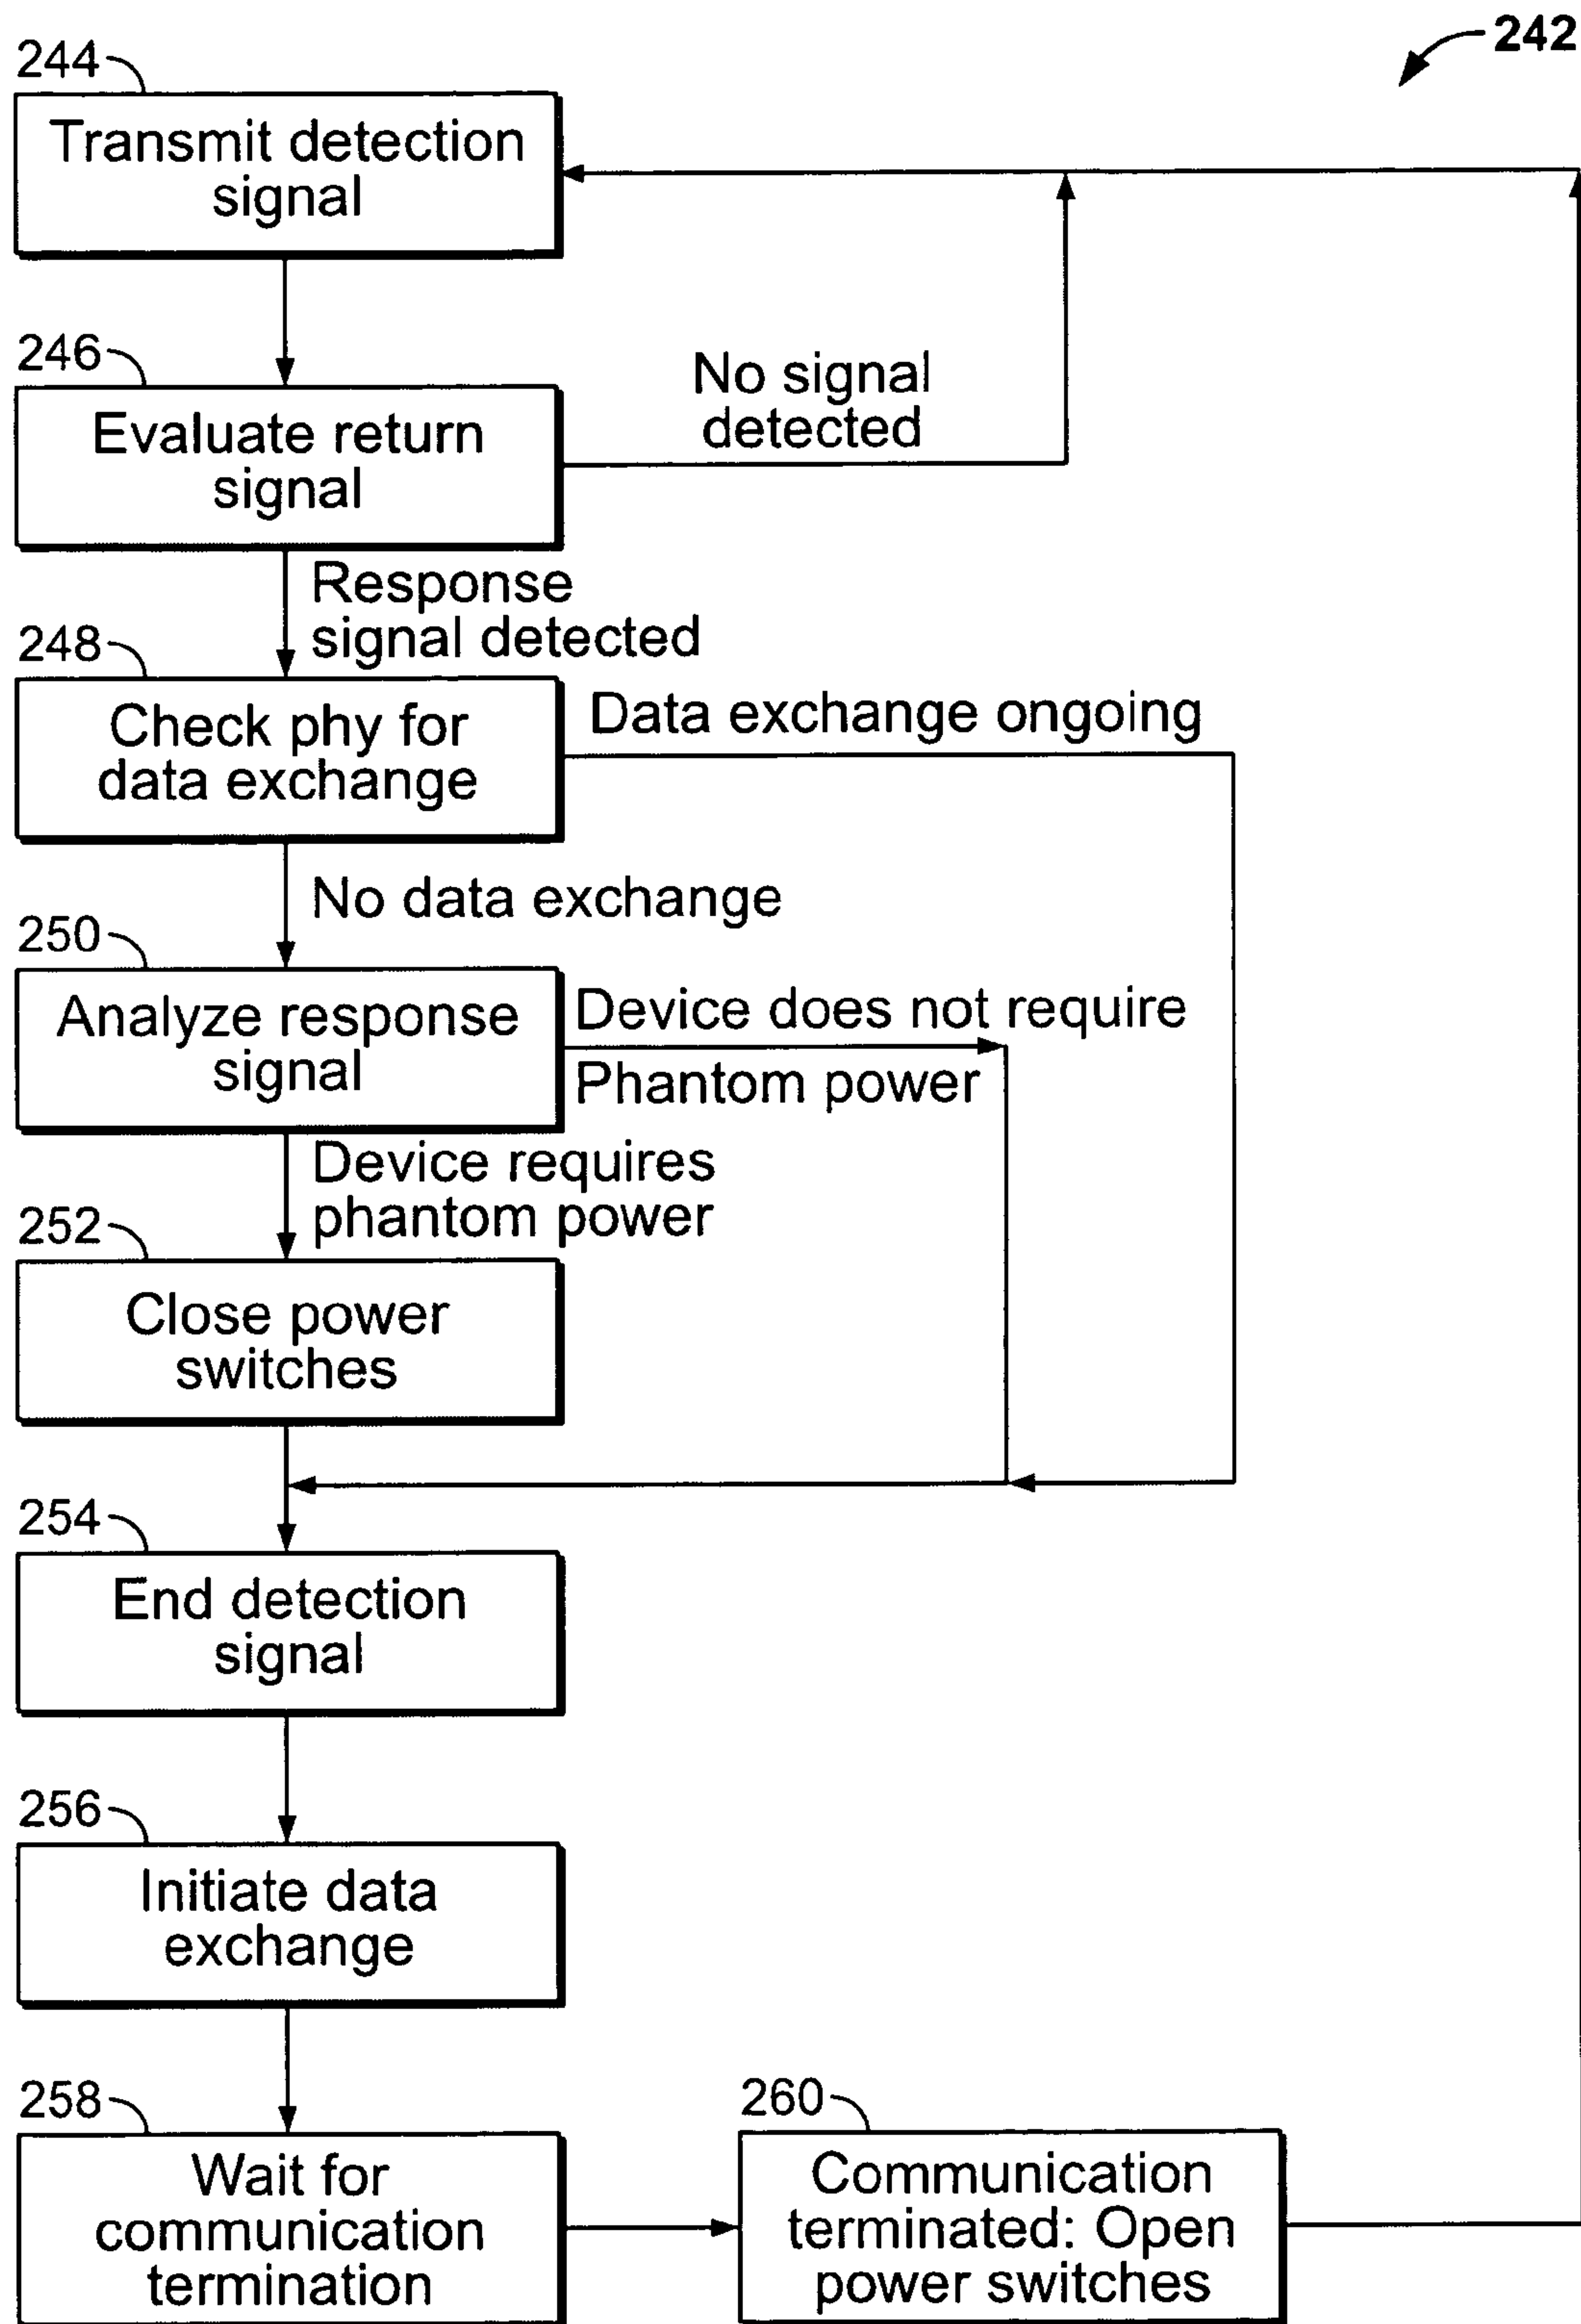 242
244
Transmit detection
signal
246
Evaluate return
signal
No signal
detected
Response
signal detected
248
Check phy for
data exchange
Data exchange ongoing
No data exchange
250
Analyze response
signal
Device does not require
Phantom power
Device requires
phantom power
252
Close power
switches
254
End detection
signal
256
Initiate data
exchange
258
Wait for
communication
termination
260
Communication
terminated: Open
power switches